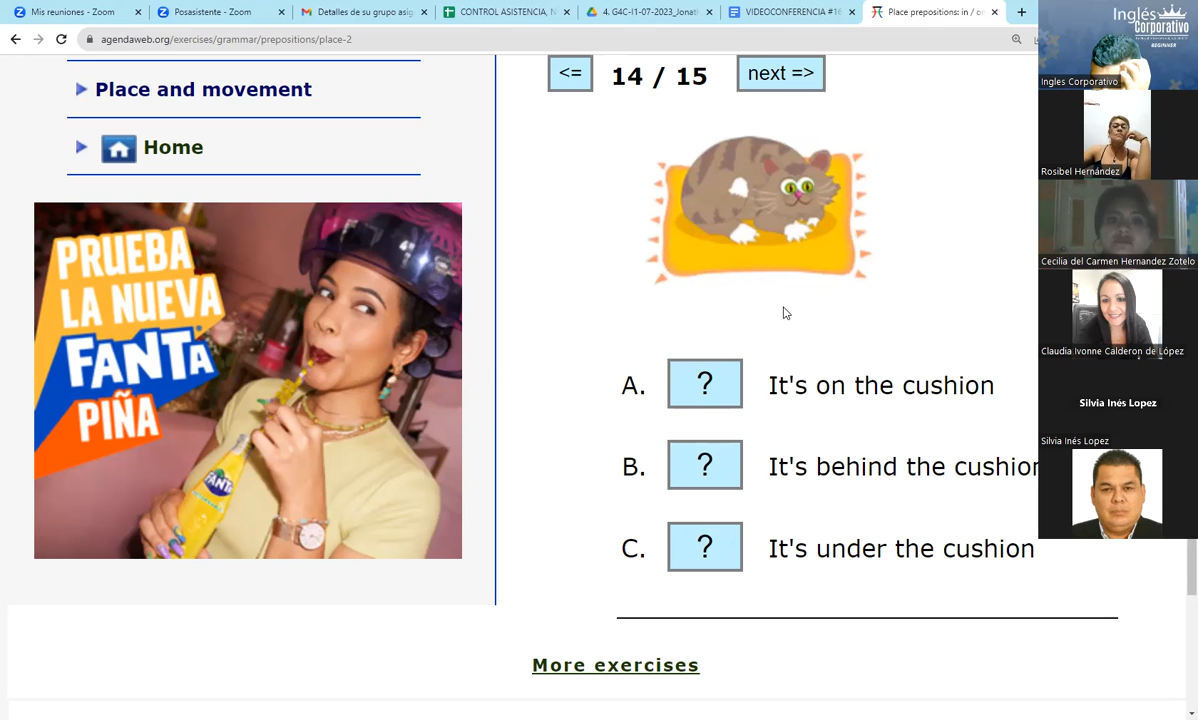 Mis reuniones - Zoom
Posasistente - Zoom
Detalles de su grupo asig
CONTROL ASISTENCIA, N
4. G4C-I1-07-2023_Jonat
VIDEOCONFERENCIA #16
Place prepositions: in / on
agendaweb.org/exercises/grammar/prepositions/place-2
Place and movement
Home
<=
14 / 15
next =>
PRUEBA
LA NUEVA
FANTA
PIÑA
FANTA
A. ? It's on the cushion
B. ? It's behind the cushion
C. ? It's under the cushion
More exercises
Inglés
Corporativo
BEGINNER
Ingles Corporativo
Rosibel Hernández
Cecilia del Carmen Hernandez Zotelo
Claudia Ivonne Calderon de López
Silvia Inés Lopez
Silvia Inés Lopez